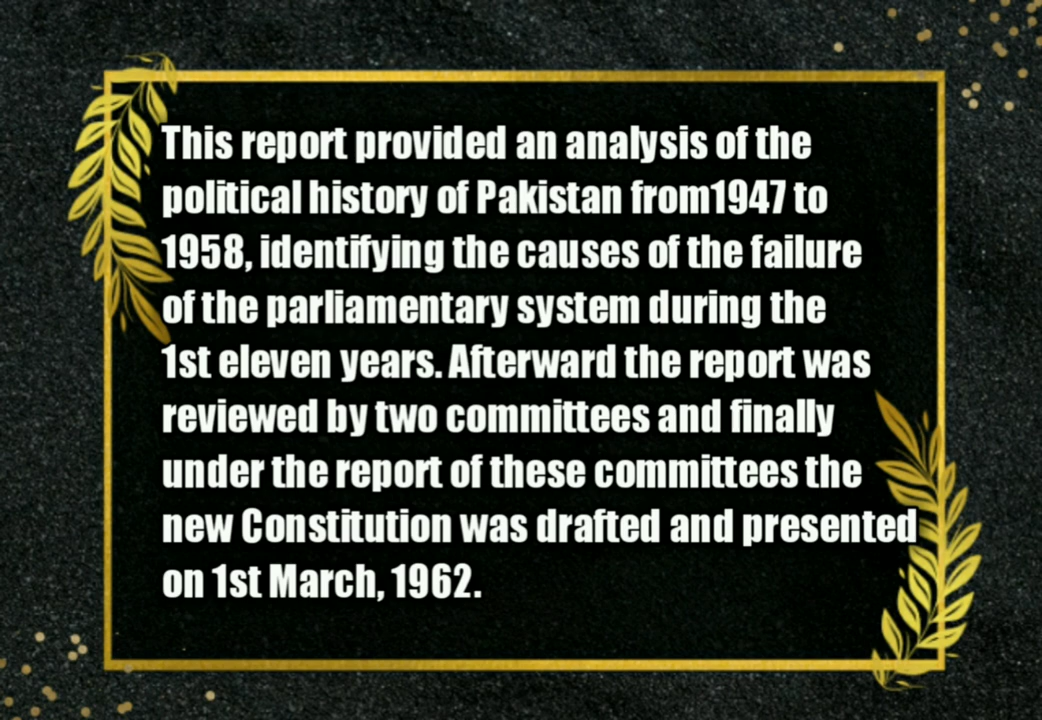 This report provided an analysis of the
political history of Pakistan from1947 to
1958, identifying the causes of the failure
of the parliamentary system during the
1st eleven years. Afterward the report was
reviewed by two committees and finally
under the report of these committees the
new Constitution was drafted and presented
on 1st March, 1962.